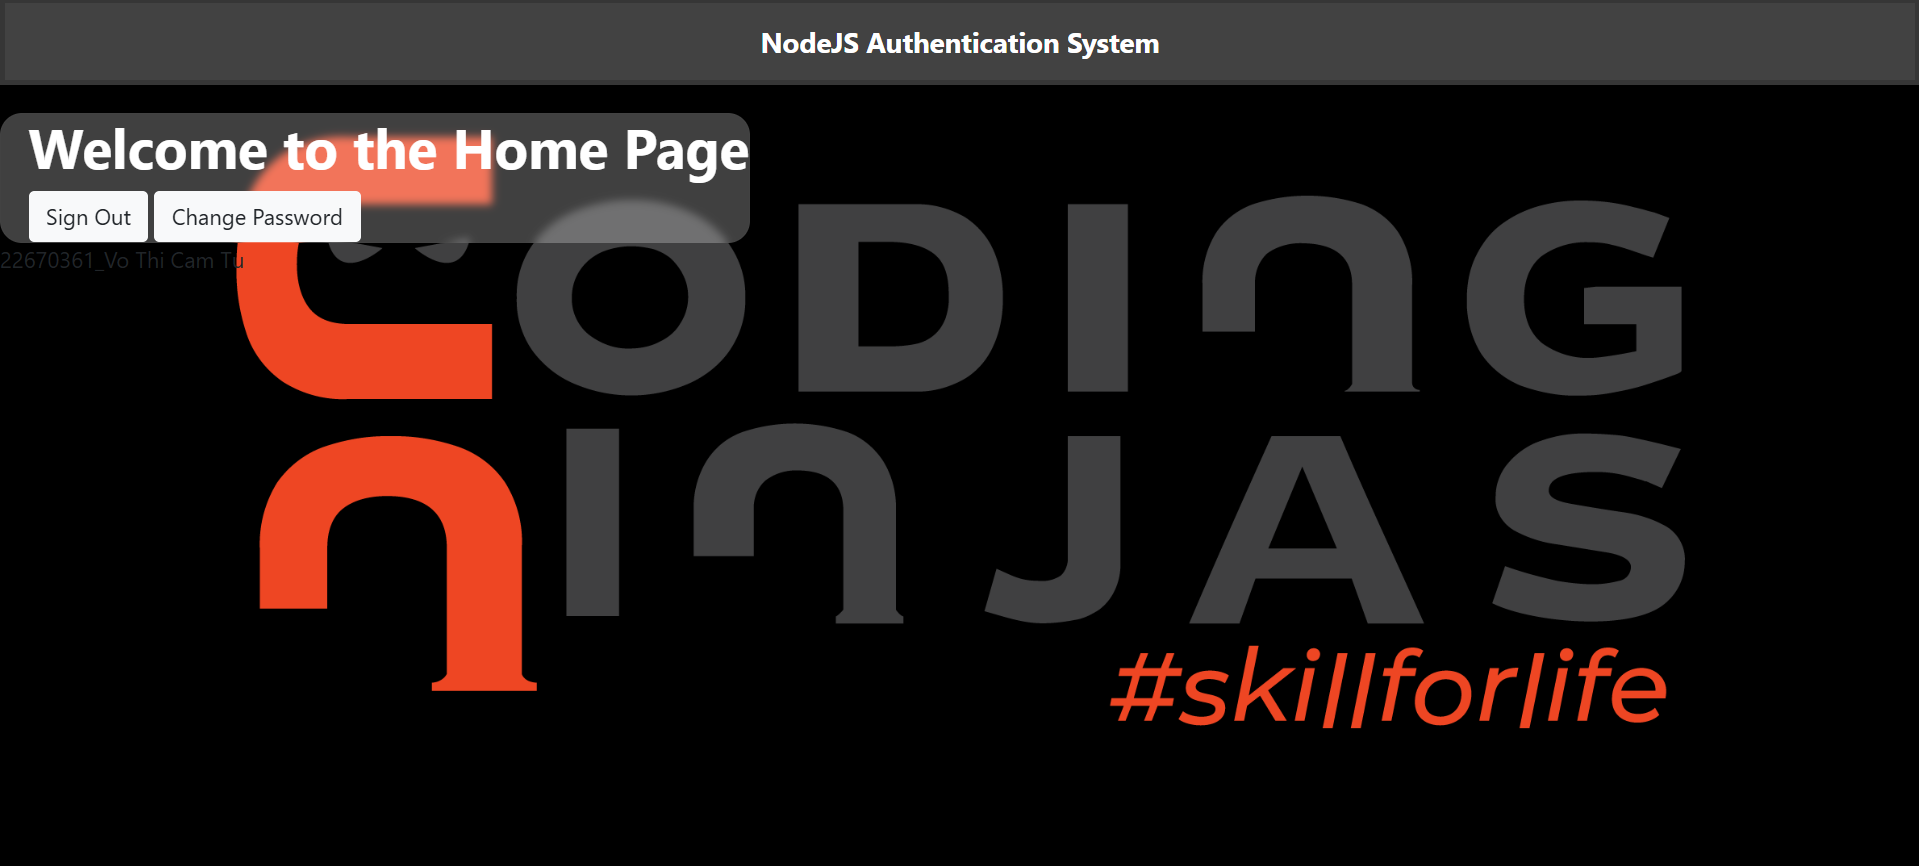 NodeJS Authentication System
Welcome to the Home Page
Sign Out Change Password
22670361_Vo Thi Cam Tu
CODING
NINJAS
#skillforlife